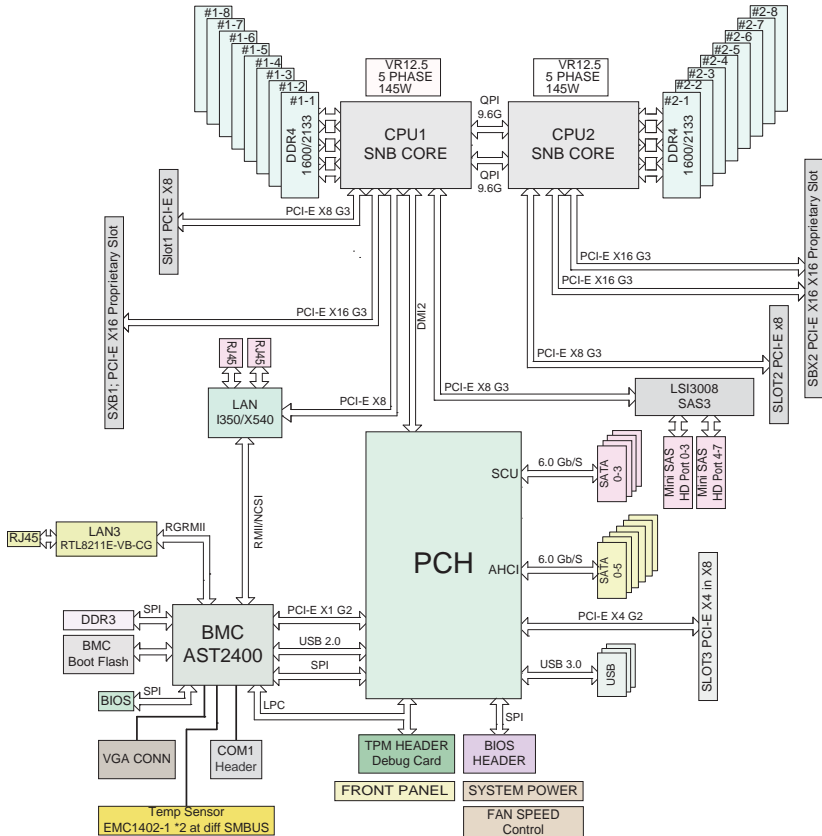 #1-8
#1-7
#1-6
#1-5
#1-4
#1-3
#1-2
#1-1
DDR4
1600/2133
VR12.5
5 PHASE
145W
CPU1
SNB CORE
QPI
9.6G
QPI
9.6G
VR12.5
5 PHASE
145W
CPU2
SNB CORE
#2-8
#2-7
#2-6
#2-5
#2-4
#2-3
#2-2
#2-1
DDR4
1600/2133
Slot1 PCI-E X8
PCI-E X8 G3
SXB1; PCI-E X16 Proprietary Slot
PCI-E X16 G3
DMI2
PCI-E X16 G3
PCI-E X16 G3
SBX2 PCI-E X16 X16 Proprietary Slot
PCI-E X8 G3
SLOT2 PCI-E x8
RJ45
RJ45
LAN
I350/X540
PCI-E X8
PCI-E X8 G3
LSI3008
SAS3
Mini SAS
HD Port 0-3
Mini SAS
HD Port 4-7
RMII/NCSI
RJ45
LAN3
RTL8211E-VB-CG
RGRMII
PCH
SCU
6.0 Gb/S
SATA
0-3
AHCI
6.0 Gb/S
SATA
0-5
PCI-E X4 G2
SLOT3 PCI-E X4 in X8
USB 3.0
USB
DDR3
SPI
BMC
Boot Flash
BMC
AST2400
PCI-E X1 G2
USB 2.0
SPI
BIOS
SPI
LPC
SPI
VGA CONN
COM1
Header
TPM HEADER
Debug Card
BIOS
HEADER
FRONT PANEL
SYSTEM POWER
Temp Sensor
EMC1402-1 *2 at diff SMBUS
FAN SPEED
Control